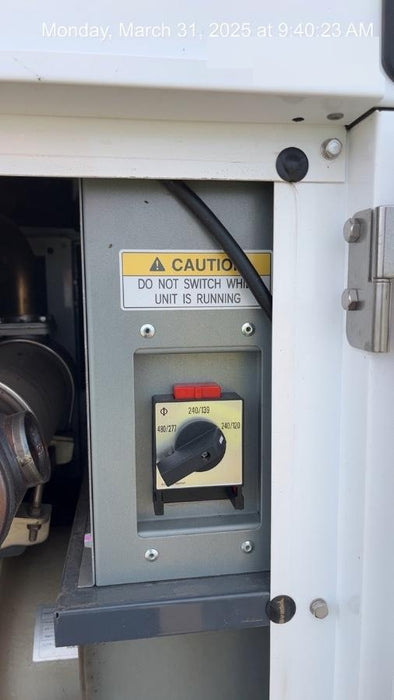 Monday, March 31, 2025 at 9:40:23 AM
CAUTIO
DO NOT SWITCH WHI
UNIT IS RUNNING
240/139
480/277
240/120